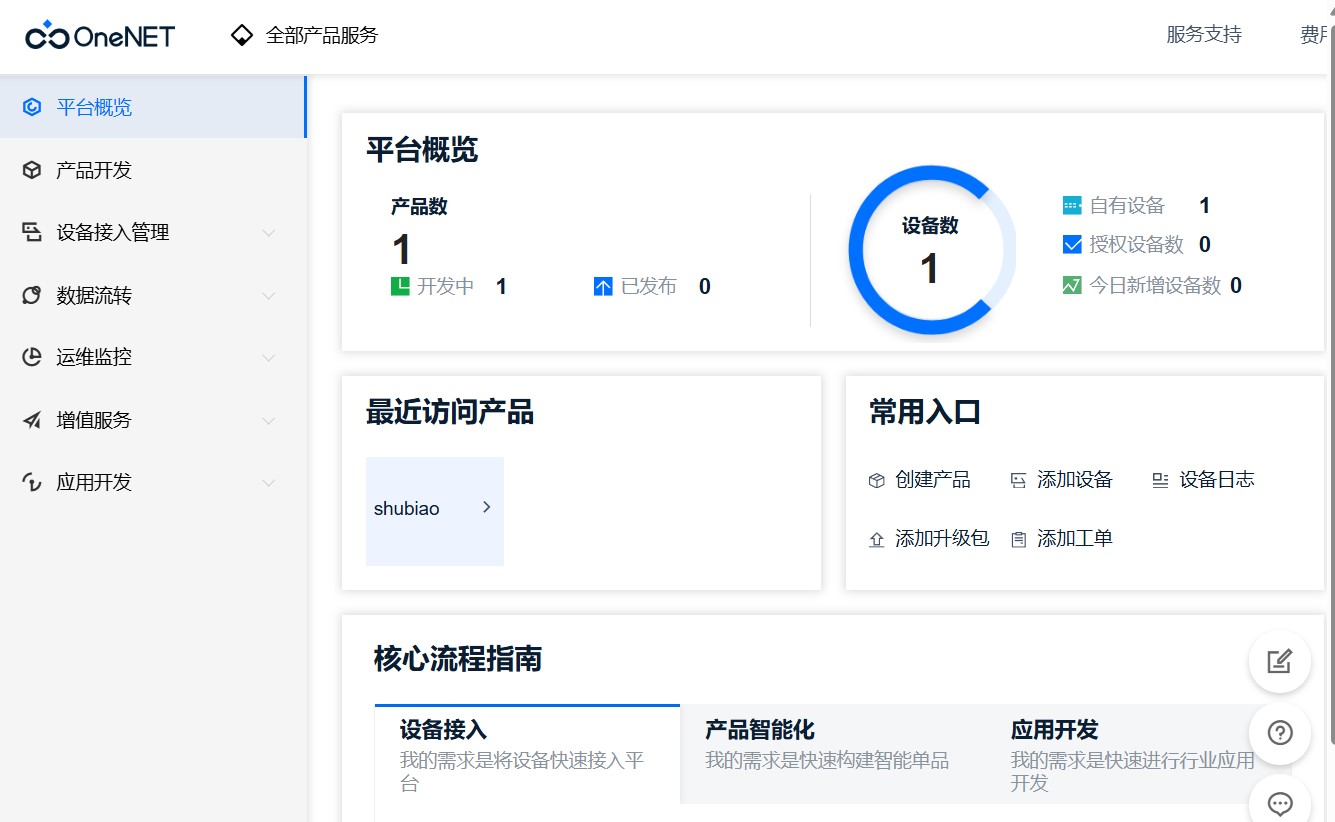 OneNET
全部产品服务
服务支持
费用
平台概览
产品开发
设备接入管理
数据流转
运维监控
增值服务
应用开发
平台概览
产品数
1
开发中 1
已发布 0
设备数
1
自有设备 1
授权设备数 0
今日新增设备数 0
最近访问产品
shubiao
常用入口
创建产品
添加设备
设备日志
添加升级包
添加工单
核心流程指南
设备接入
我的需求是将设备快速接入平
台
产品智能化
我的需求是快速构建智能单品
应用开发
我的需求是快速进行行业应用
开发